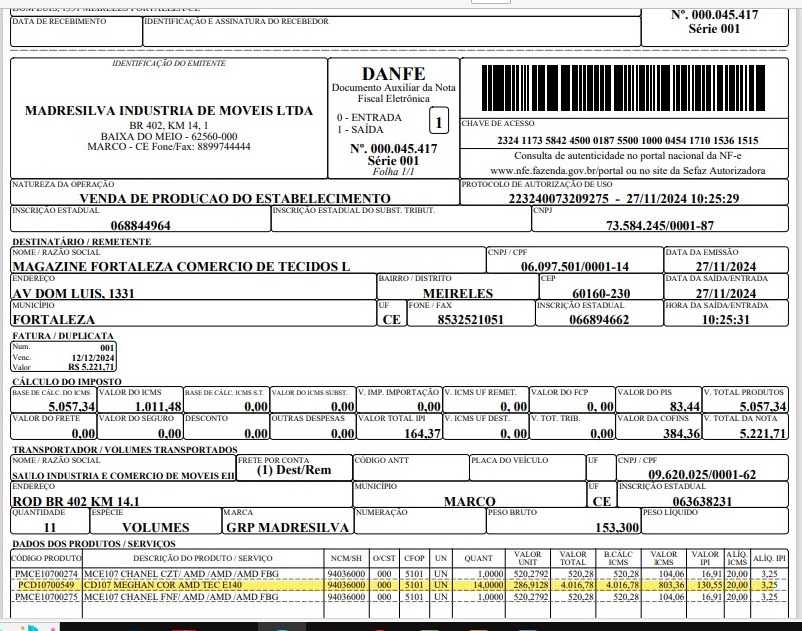 DATA DE RECEBIMENTO IDENTIFICAÇÃO E ASSINATURA DO RECEBEDOR
Nº. 000.045.417
Série 001
IDENTIFICAÇÃO DO EMITENTE
MADRESILVA INDUSTRIA DE MOVEIS LTDA
BR 402, KM 14, 1
BAIXA DO MEIO - 62560-000
MARCO - CE Fone/Fax: 8899744444
DANFE
Documento Auxiliar da Nota
Fiscal Eletrônica
0 - ENTRADA
1 - SAÍDA
1
Nº. 000.045.417
Série 001
Folha 1/1
CHAVE DE ACESSO
2324 1173 5842 4500 0187 5500 1000 0454 1710 1536 1515
Consulta de autenticidade no portal nacional da NF-e
www.nfe.fazenda.gov.br/portal ou no site da Sefaz Autorizadora
NATUREZA DA OPERAÇÃO PROTOCOLO DE AUTORIZAÇÃO DE USO
VENDA DE PRODUCAO DO ESTABELECIMENTO 223240073209275 - 27/11/2024 10:25:29
INSCRIÇÃO ESTADUAL INSCRIÇÃO ESTADUAL DO SUBST. TRIBUT. CNPJ
068844964 73.584.245/0001-87
DESTINATÁRIO / REMETENTE
NOME / RAZÃO SOCIAL CNPJ / CPF DATA DA EMISSÃO
MAGAZINE FORTALEZA COMERCIO DE TECIDOS L 06.097.501/0001-14 27/11/2024
ENDEREÇO BAIRRO / DISTRITO CEP DATA DA SAÍDA/ENTRADA
AV DOM LUIS, 1331 MEIRELES 60160-230 27/11/2024
MUNICÍPIO UF FONE / FAX INSCRIÇÃO ESTADUAL HORA DA SAÍDA/ENTRADA
FORTALEZA CE 8532521051 066894662 10:25:31
FATURA / DUPLICATA
Num. 001
Venc. 12/12/2024
Valor R$ 5.221,71
CÁLCULO DO IMPOSTO
BASE DE CÁLC. DO ICMS VALOR DO ICMS BASE DE CÁLC. ICMS S.T. VALOR DO ICMS SUBST. V. IMP. IMPORTAÇÃO V. ICMS UF REMET. VALOR DO FCP VALOR DO PIS V. TOTAL PRODUTOS
5.057,34 1.011,48 0,00 0,00 0,00 0, 00 0, 00 83,44 5.057,34
VALOR DO FRETE VALOR DO SEGURO DESCONTO OUTRAS DESPESAS VALOR TOTAL IPI V. ICMS UF DEST. V. TOT. TRIB. VALOR DA COFINS V. TOTAL DA NOTA
0,00 0,00 0,00 0,00 164,37 0, 00 0,00 384,36 5.221,71
TRANSPORTADOR / VOLUMES TRANSPORTADOS
NOME / RAZÃO SOCIAL FRETE POR CONTA CÓDIGO ANTT PLACA DO VEÍCULO UF CNPJ / CPF
SAULO INDUSTRIA E COMERCIO DE MOVEIS EII (1) Dest/Rem 09.620.025/0001-62
ENDEREÇO MUNICÍPIO UF INSCRIÇÃO ESTADUAL
ROD BR 402 KM 14,1 MARCO CE 063638231
QUANTIDADE ESPÉCIE MARCA NUMERAÇÃO PESO BRUTO PESO LÍQUIDO
11 VOLUMES GRP MADRESILVA 153,300
DADOS DOS PRODUTOS / SERVIÇOS
CÓDIGO PRODUTO DESCRIÇÃO DO PRODUTO / SERVIÇO NCM/SH O/CST CFOP UN QUANT VALOR UNIT VALOR TOTAL B.CÁLC ICMS VALOR ICMS VALOR IPI ALÍQ. ICMS ALÍQ. IPI
PMCE10700274 MCE107 CHANEL CZT/ AMD /AMD /AMD FBG 94036000 000 5101 UN 1,0000 520,2792 520,28 520,28 104,06 16,91 20,00 3,25
PCD10700549 CD107 MEGHAN COR AMD TEC E140 94036000 000 5101 UN 14,0000 286,9128 4.016,78 4.016,78 803,36 130,55 20,00 3,25
PMCE10700275 MCE107 CHANEL FNF/ AMD /AMD /AMD FBG 94036000 000 5101 UN 1,0000 520,2792 520,28 520,28 104,06 16,91 20,00 3,25